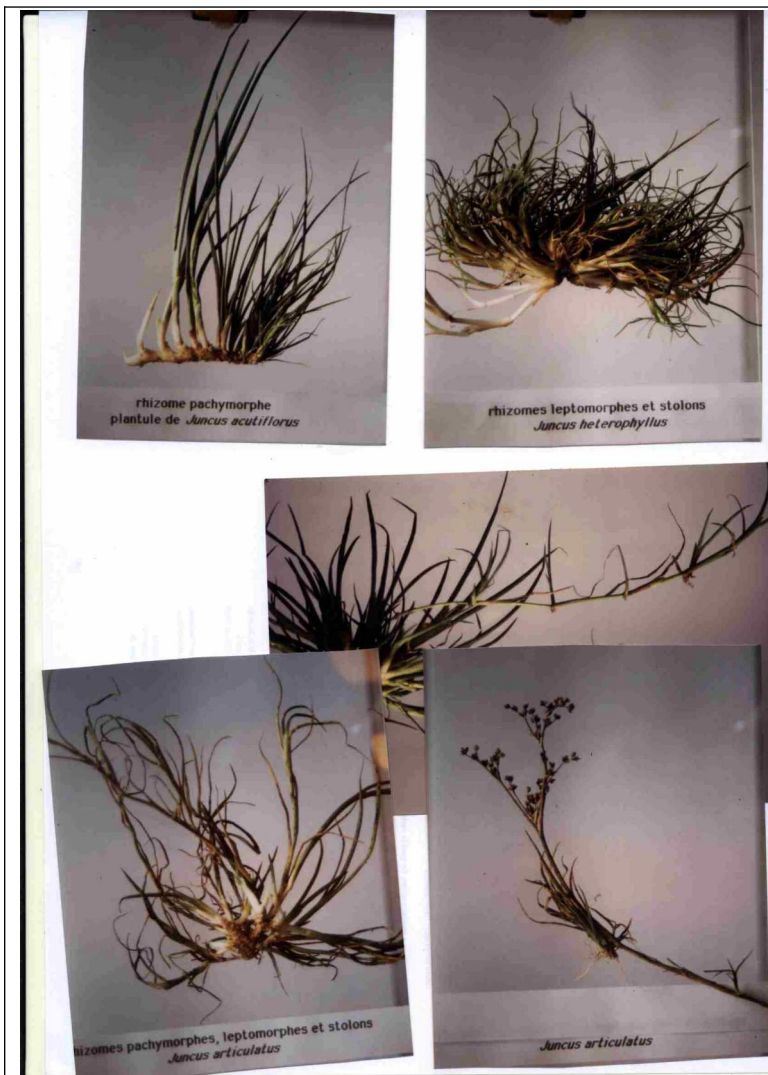 rhizome pachymorphe
plantule de Juncus acutiflorus
rhizomes leptomorphes et stolons
Juncus heterophyllus
hizomes pachymorphes, leptomorphes et stolons
Juncus articulatus
Juncus articulatus